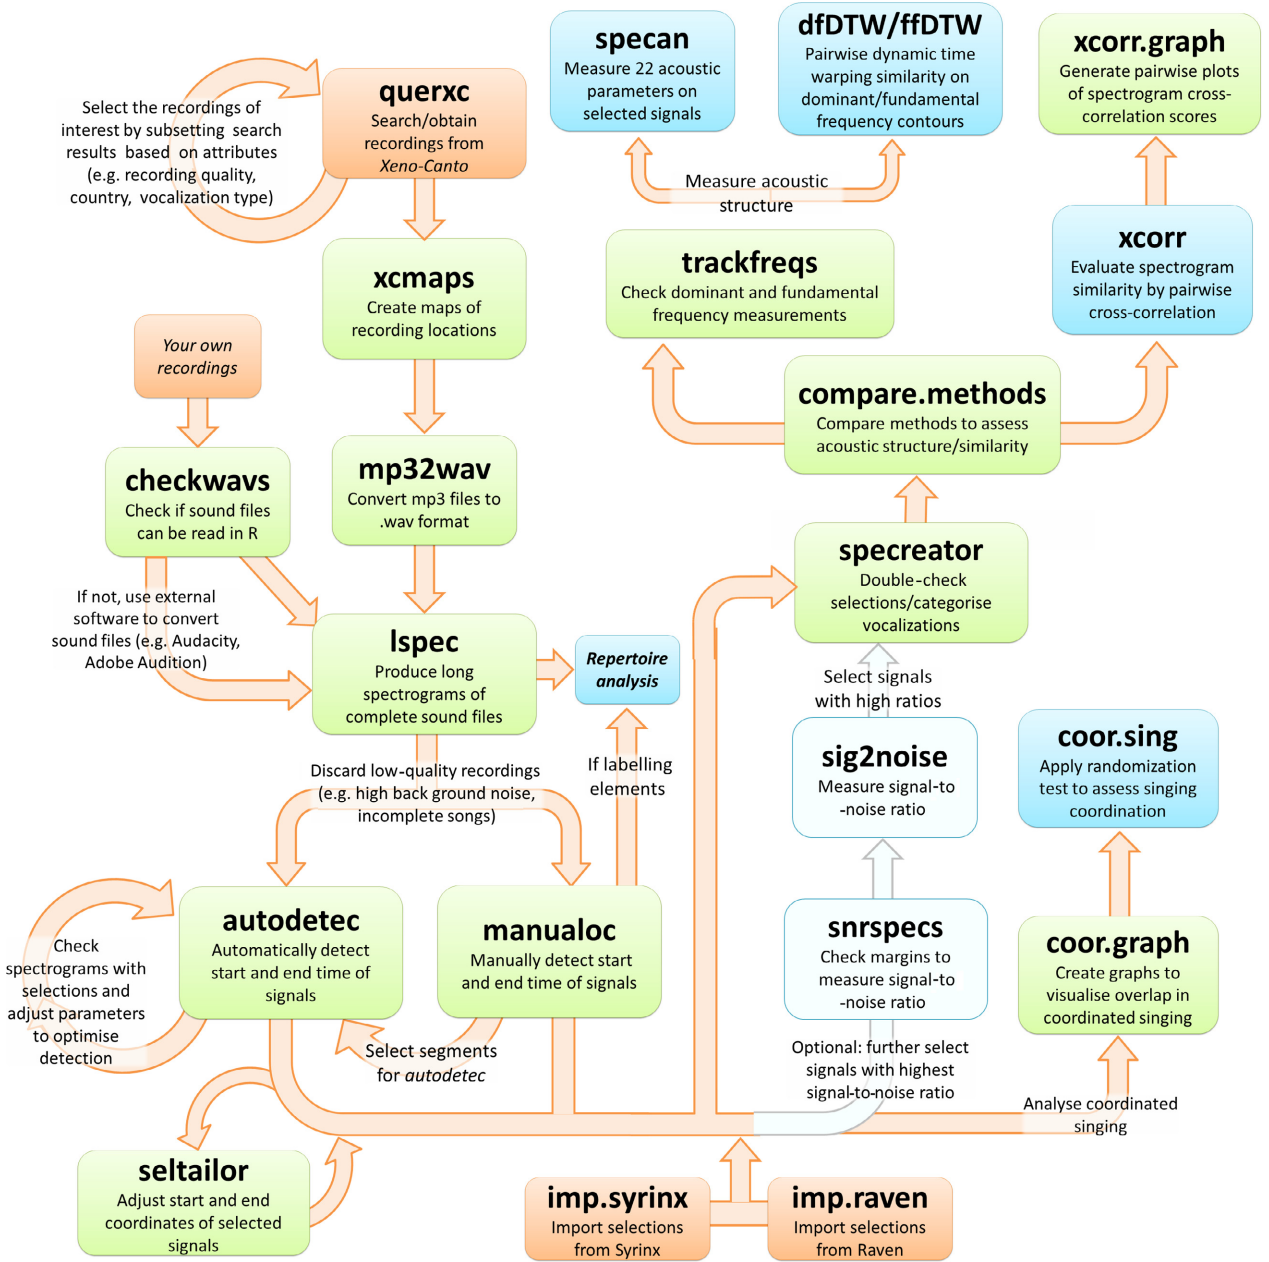 querxc
Search/obtain
recordings from
Xeno-Canto
Select the recordings of
interest by subsetting search
results based on attributes
(e.g. recording quality,
country, vocalization type)
xcmaps
Create maps of
recording locations
Your own
recordings
checkwavs
Check if sound files
can be read in R
mp32wav
Convert mp3 files to
.wav format
If not, use external
software to convert
sound files (e.g. Audacity,
Adobe Audition)
lspec
Produce long
spectrograms of
complete sound files
Repertoire
analysis
Discard low-quality recordings
(e.g. high back ground noise,
incomplete songs)
If labelling
elements
autodetec
Automatically detect
start and end time of
signals
manualoc
Manually detect start
and end time of signals
Check
spectrograms with
selections and
adjust parameters
to optimise
detection
Select segments
for autodetec
seltailor
Adjust start and end
coordinates of selected
signals
imp.syrinx
Import selections
from Syrinx
imp.raven
Import selections
from Raven
specan
Measure 22 acoustic
parameters on
selected signals
dfDTW/ffDTW
Pairwise dynamic time
warping similarity on
dominant/fundamental
frequency contours
xcorr.graph
Generate pairwise plots
of spectrogram cross-
correlation scores
Measure acoustic
structure
trackfreqs
Check dominant and fundamental
frequency measurements
xcorr
Evaluate spectrogram
similarity by pairwise
cross-correlation
compare.methods
Compare methods to assess
acoustic structure/similarity
specreator
Double-check
selections/categorise
vocalizations
Select signals
with high ratios
sig2noise
Measure signal-to
-noise ratio
snrspecs
Check margins to
measure signal-to
-noise ratio
Optional: further select
signals with highest
signal-to-noise ratio
coor.sing
Apply randomization
test to assess singing
coordination
coor.graph
Create graphs to
visualise overlap in
coordinated singing
Analyse coordinated
singing